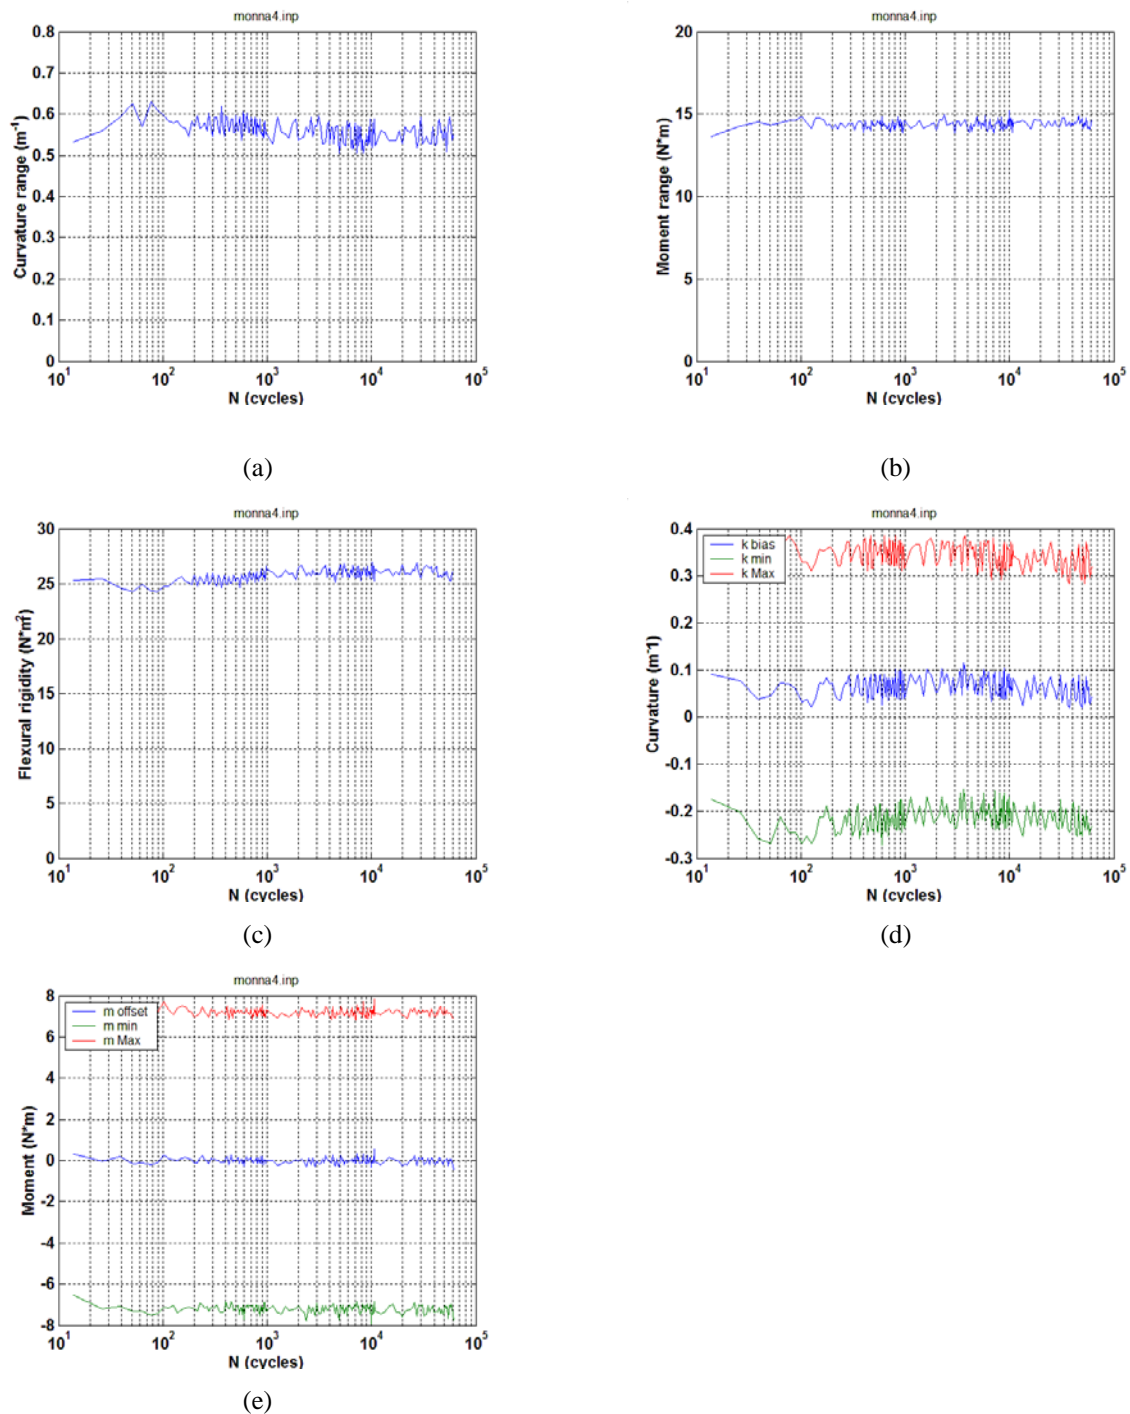 monna4.inp
0.8
0.7
0.6
0.5
0.4
0.3
0.2
0.1
0
Curvature range (m⁻¹)
10¹ 10² 10³ 10⁴ 10⁵
N (cycles)
(a)
monna4.inp
20
15
10
5
0
Moment range (N*m)
10¹ 10² 10³ 10⁴ 10⁵
N (cycles)
(b)
monna4.inp
30
25
20
15
10
5
0
Flexural rigidity (N*m²)
10¹ 10² 10³ 10⁴ 10⁵
N (cycles)
(c)
monna4.inp
k bias
k min
k Max
0.4
0.3
0.2
0.1
0
-0.1
-0.2
-0.3
Curvature (m⁻1)
10¹ 10² 10³ 10⁴ 10⁵
N (cycles)
(d)
monna4.inp
m offset
m min
m Max
8
6
4
2
0
-2
-4
-6
-8
Moment (N*m)
10¹ 10² 10³ 10⁴ 10⁵
N (cycles)
(e)